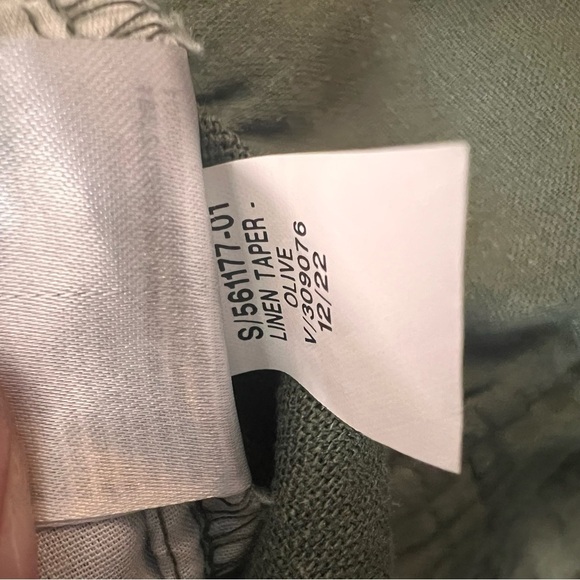 S/561177-01
LINEN TAPER -
OLIVE
V/309076
12/22